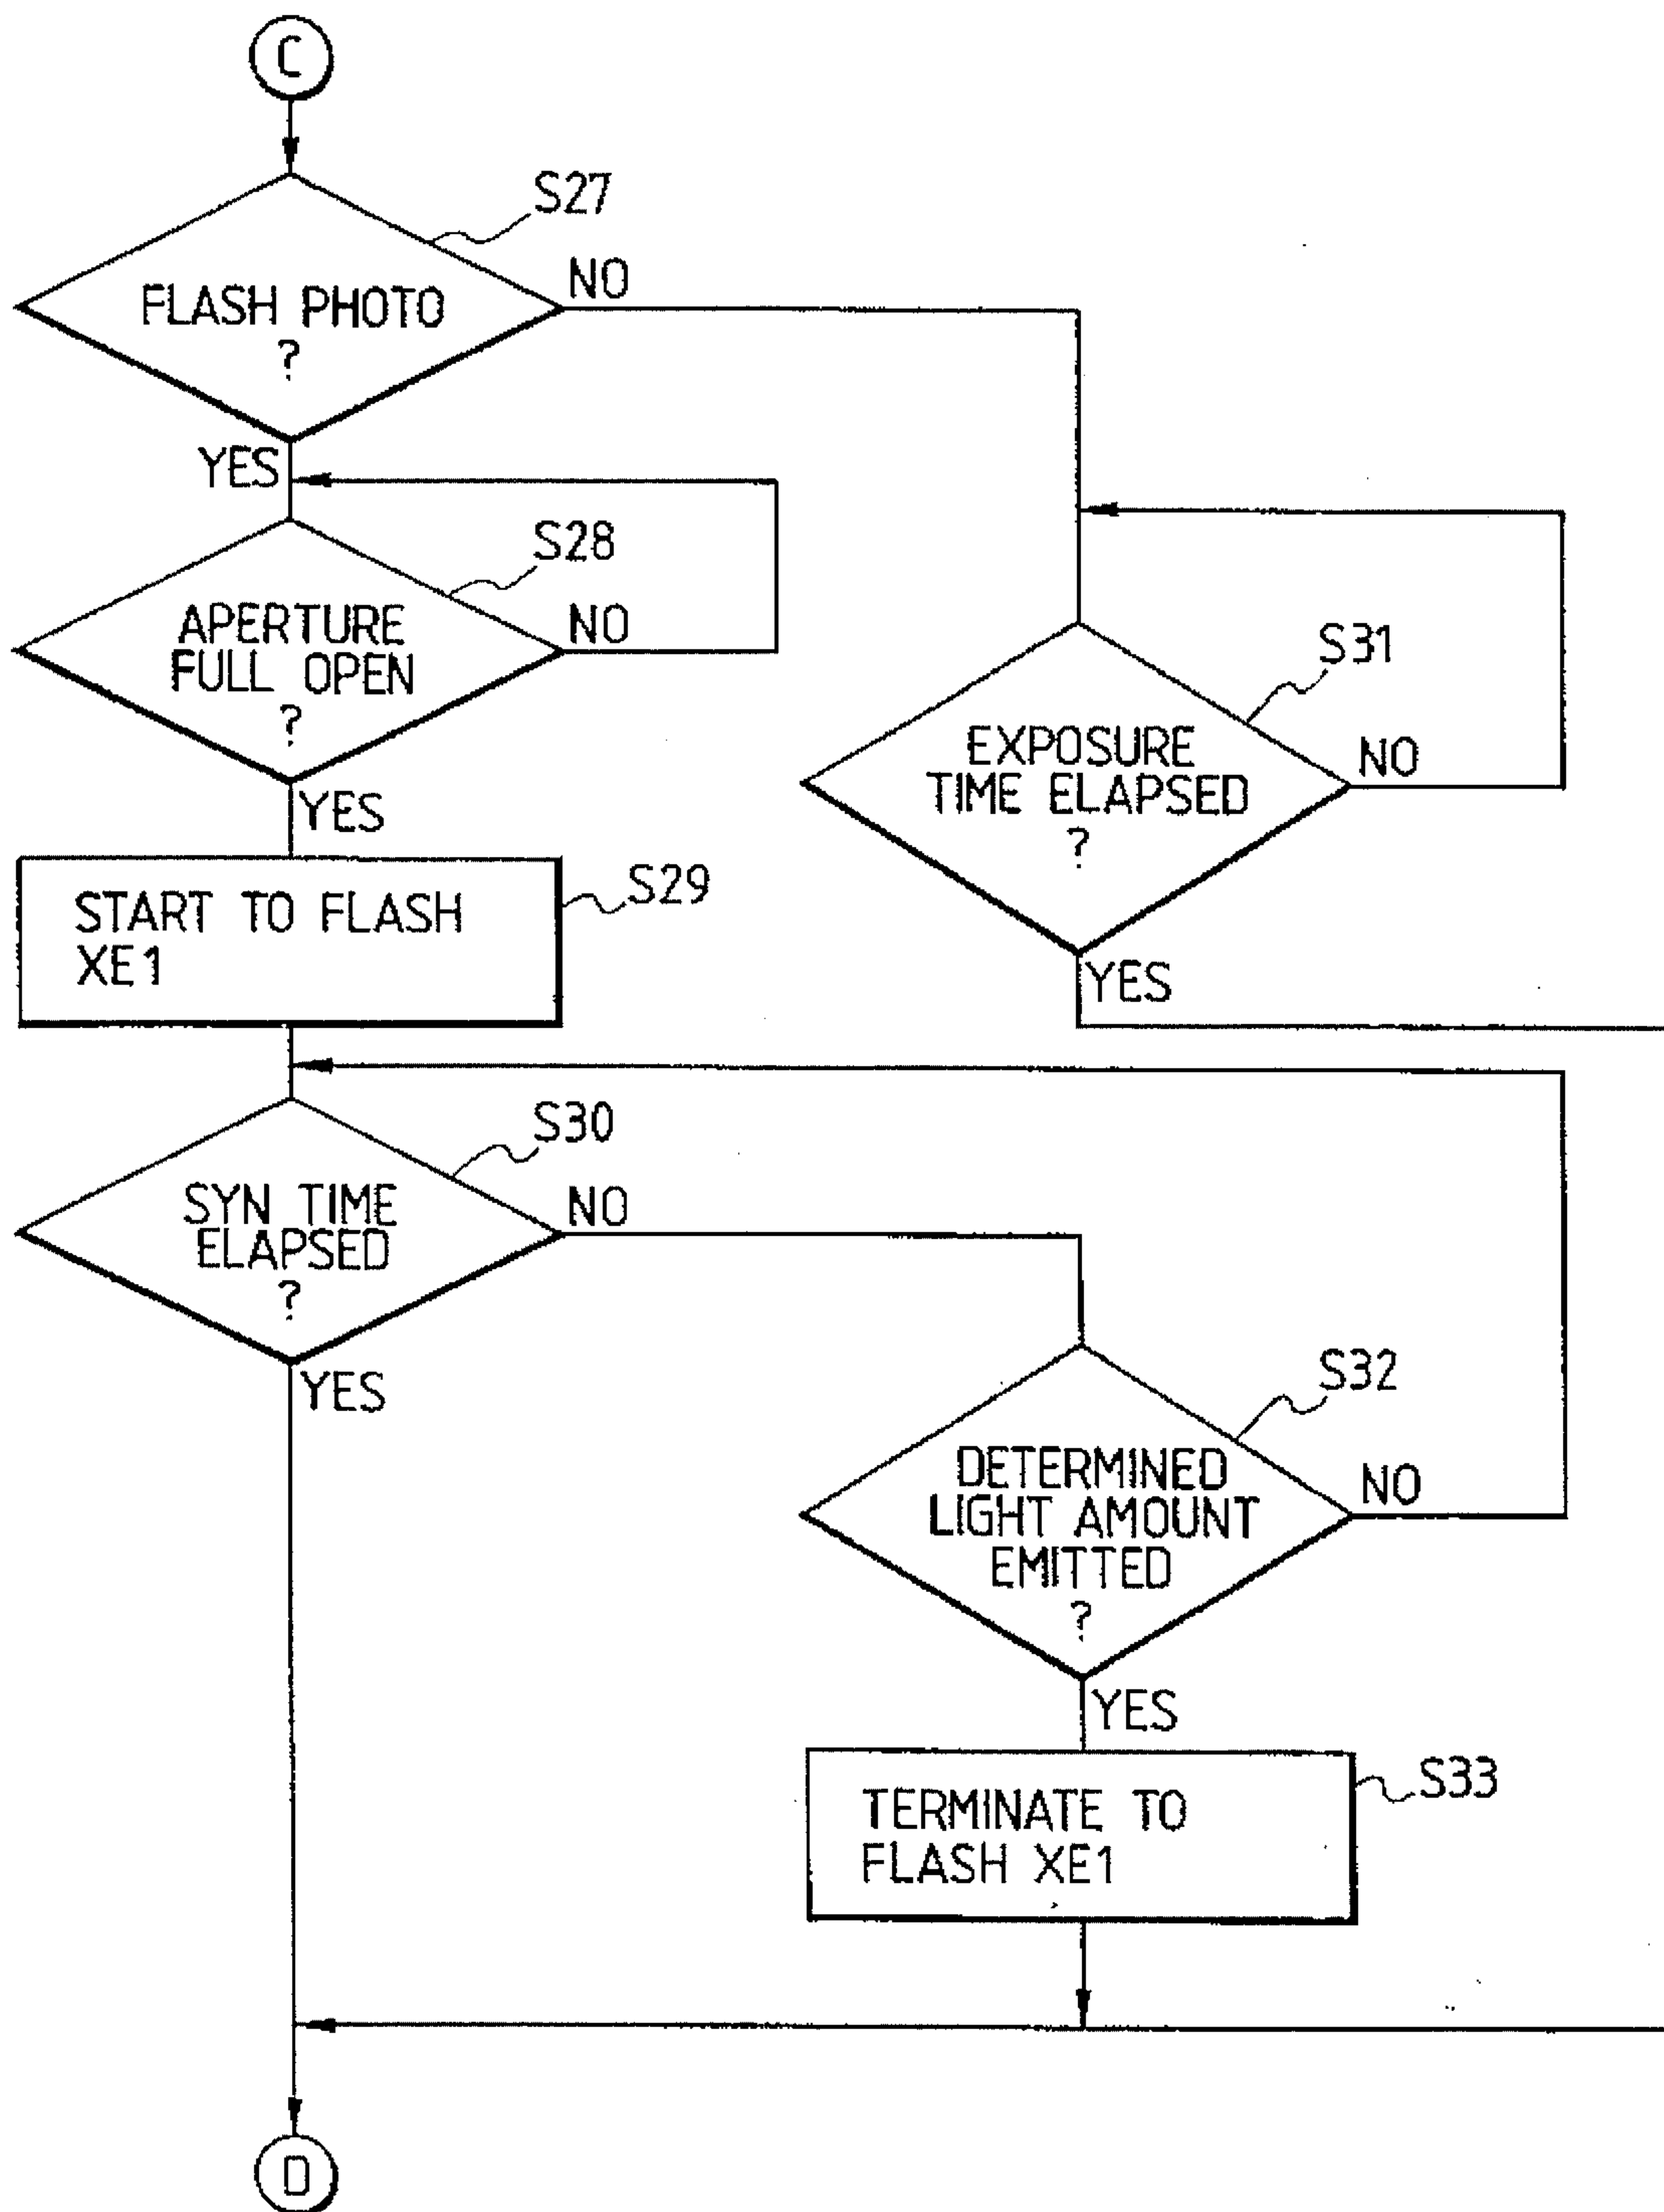 C
S27
FLASH PHOTO
?
NO
YES
S28
APERTURE
FULL OPEN
?
NO
YES
S31
EXPOSURE
TIME ELAPSED
?
NO
YES
START TO FLASH
XE1
S29
S30
SYN TIME
ELAPSED
?
NO
YES
S32
DETERMINED
LIGHT AMOUNT
EMITTED
?
NO
YES
TERMINATE TO
FLASH XE1
S33
D